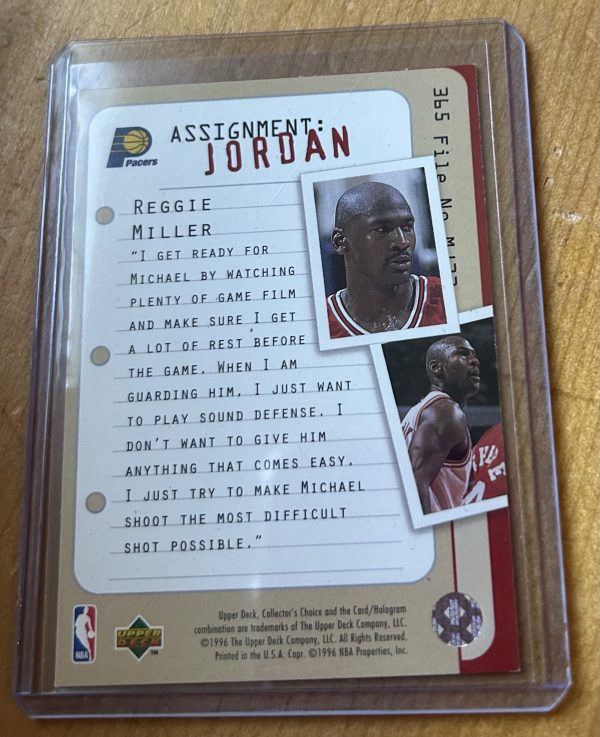 ASSIGNMENT:
JORDAN
Pacers
365 File No. MJ23
REGGIE
MILLER
"I GET READY FOR
MICHAEL BY WATCHING
PLENTY OF GAME FILM
AND MAKE SURE I GET
A LOT OF REST BEFORE
THE GAME. WHEN I AM
GUARDING HIM, I JUST WANT
TO PLAY SOUND DEFENSE. I
DON'T WANT TO GIVE HIM
ANYTHING THAT COMES EASY.
I JUST TRY TO MAKE MICHAEL
SHOOT THE MOST DIFFICULT
SHOT POSSIBLE."
NBA
UPPER
DECK
TM
Upper Deck, Collector's Choice and the Card/Hologram
combination are trademarks of The Upper Deck Company, LLC.
©1996 The Upper Deck Company, LLC. All Rights Reserved.
Printed in the U.S.A. Copr. ©1996 NBA Properties, Inc.